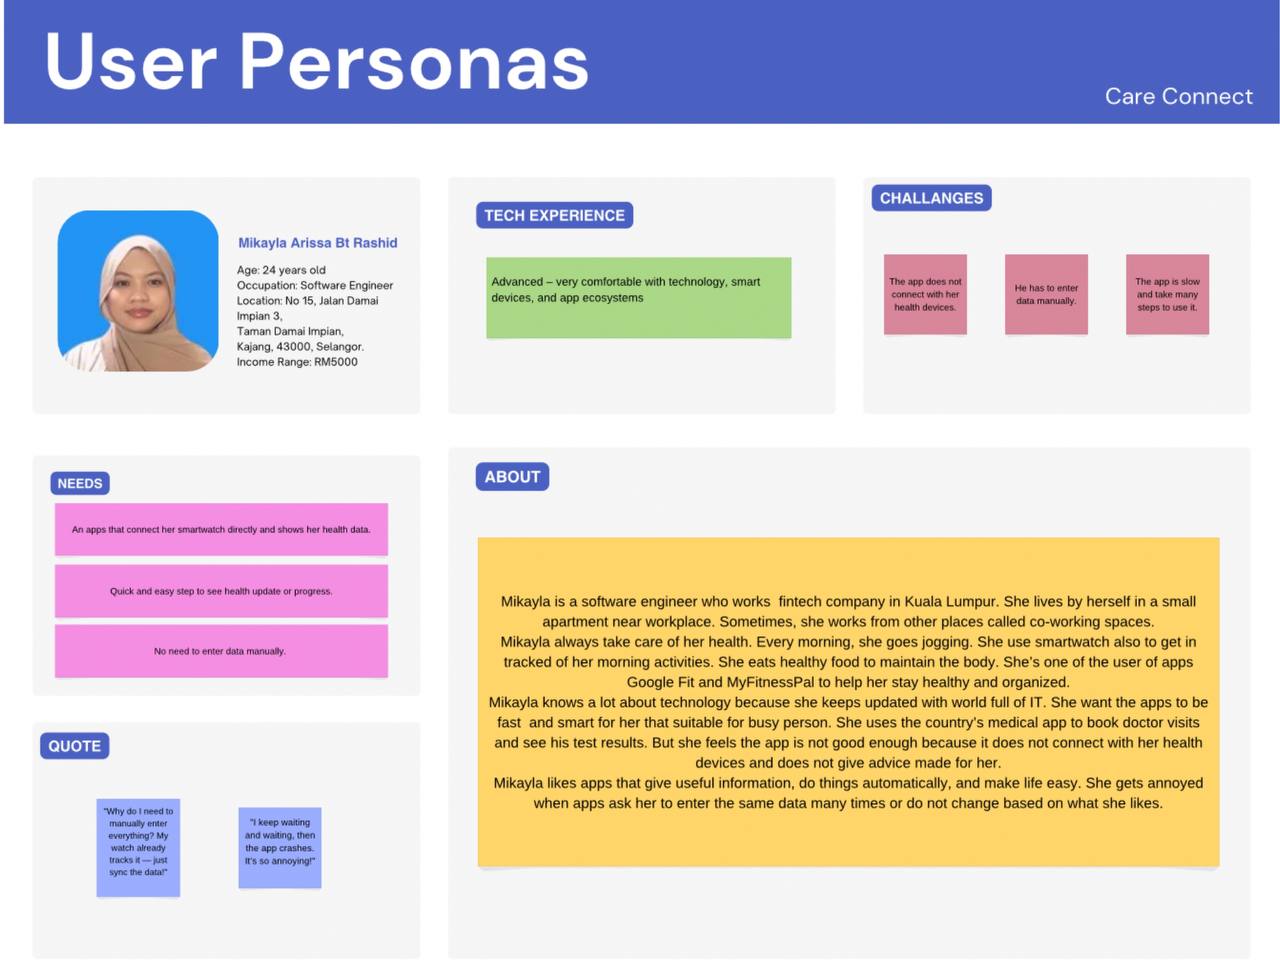 User Personas
Care Connect
Mikayla Arissa Bt Rashid
Age: 24 years old
Occupation: Software Engineer
Location: No 15, Jalan Damai
Impian 3,
Taman Damai Impian,
Kajang, 43000, Selangor.
Income Range: RM5000
TECH EXPERIENCE
Advanced – very comfortable with technology, smart
devices, and app ecosystems
CHALLANGES
The app does not
connect with her
health devices.
He has to enter
data manually.
The app is slow
and take many
steps to use it.
NEEDS
An apps that connect her smartwatch directly and shows her health data.
Quick and easy step to see health update or progress.
No need to enter data manually.
QUOTE
"Why do I need to
manually enter
everything? My
watch already
tracks it — just
sync the data!"
"I keep waiting
and waiting, then
the app crashes.
It's so annoying!"
ABOUT
Mikayla is a software engineer who works  fintech company in Kuala Lumpur. She lives by herself in a small
apartment near workplace. Sometimes, she works from other places called co-working spaces.
Mikayla always take care of her health. Every morning, she goes jogging. She use smartwatch also to get in
tracked of her morning activities. She eats healthy food to maintain the body. She's one of the user of apps
Google Fit and MyFitnessPal to help her stay healthy and organized.
Mikayla knows a lot about technology because she keeps updated with world full of IT. She want the apps to be
fast  and smart for her that suitable for busy person. She uses the country's medical app to book doctor visits
and see his test results. But she feels the app is not good enough because it does not connect with her health
devices and does not give advice made for her.
Mikayla likes apps that give useful information, do things automatically, and make life easy. She gets annoyed
when apps ask her to enter the same data many times or do not change based on what she likes.